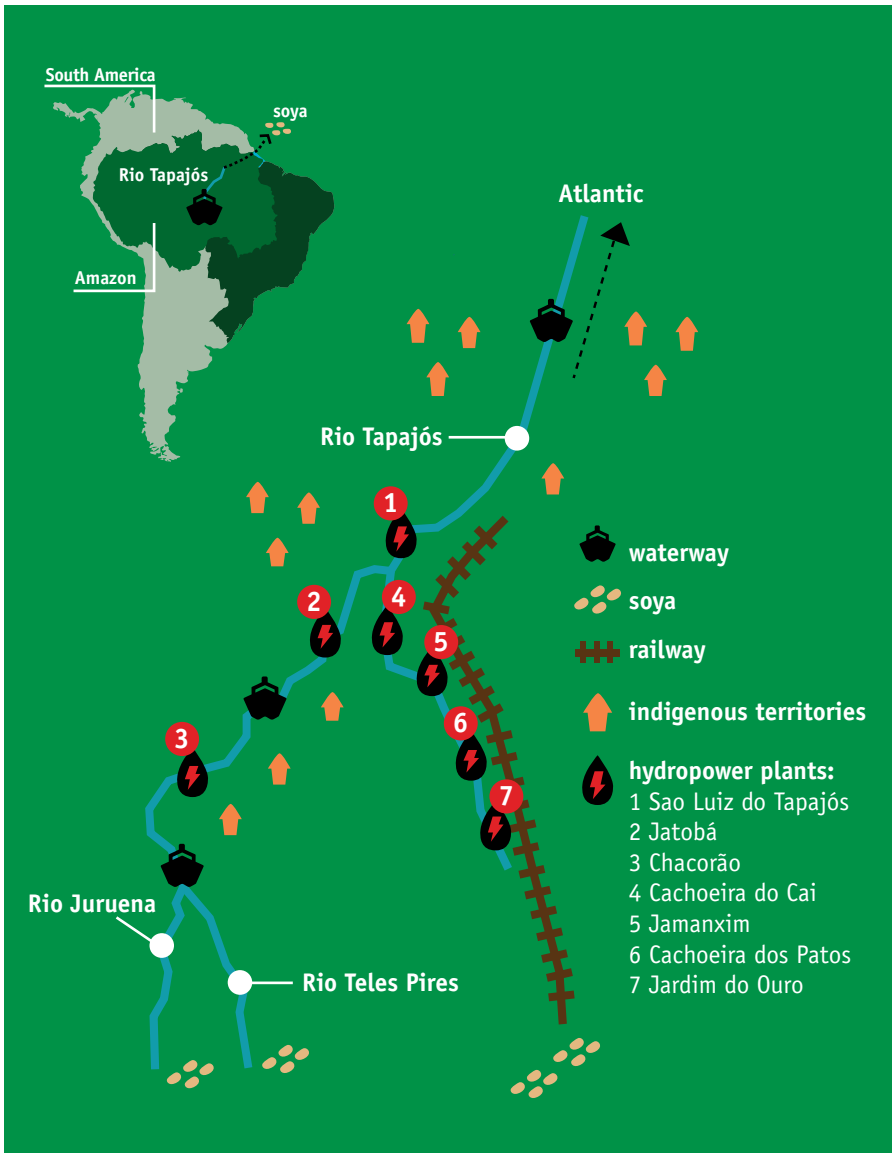 South America
soya
Rio Tapajós
Amazon
Atlantic
Rio Tapajós
1
2
4
5
3
6
7
Rio Juruena
Rio Teles Pires
waterway
soya
railway
indigenous territories
hydropower plants:
1 Sao Luiz do Tapajós
2 Jatobá
3 Chacorão
4 Cachoeira do Cai
5 Jamanxim
6 Cachoeira dos Patos
7 Jardim do Ouro